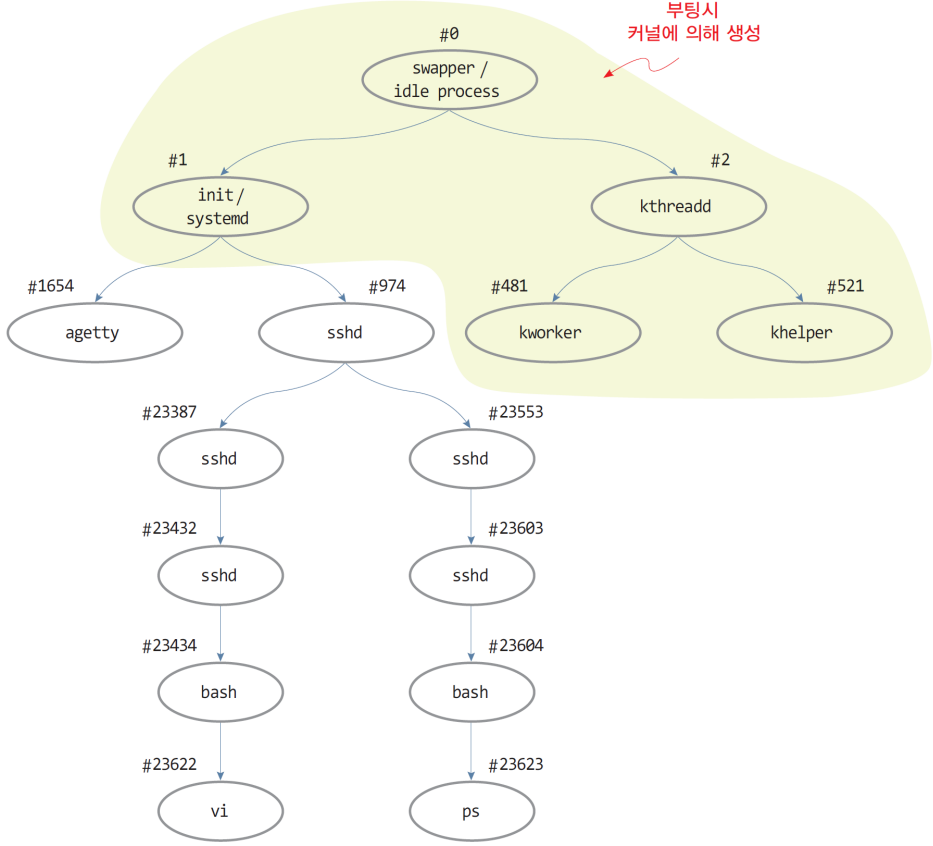 부팅시
커널에 의해 생성
#0
swapper /
idle process
#1
init/
systemd
#2
kthreadd
#1654
agetty
#974
sshd
#481
kworker
#521
khelper
#23387
sshd
#23553
sshd
#23432
sshd
#23603
sshd
#23434
bash
#23604
bash
#23622
vi
#23623
ps